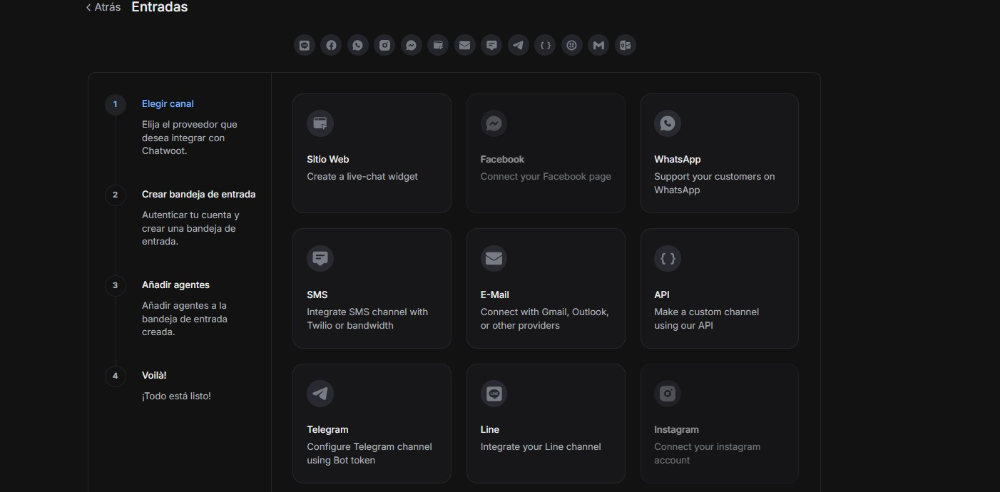 Atrás Entradas
1 Elegir canal
Elija el proveedor que
desea integrar con
Chatwoot.
2 Crear bandeja de entrada
Autenticar tu cuenta y
crear una bandeja de
entrada.
3 Añadir agentes
Añadir agentes a la
bandeja de entrada
creada.
4 Voilà!
¡Todo está listo!
Sitio Web
Create a live-chat widget
Facebook
Connect your Facebook page
WhatsApp
Support your customers on
WhatsApp
SMS
Integrate SMS channel with
Twilio or bandwidth
E-Mail
Connect with Gmail, Outlook,
or other providers
API
Make a custom channel
using our API
Telegram
Configure Telegram channel
using Bot token
LINE
Line
Integrate your Line channel
Instagram
Connect your instagram
account